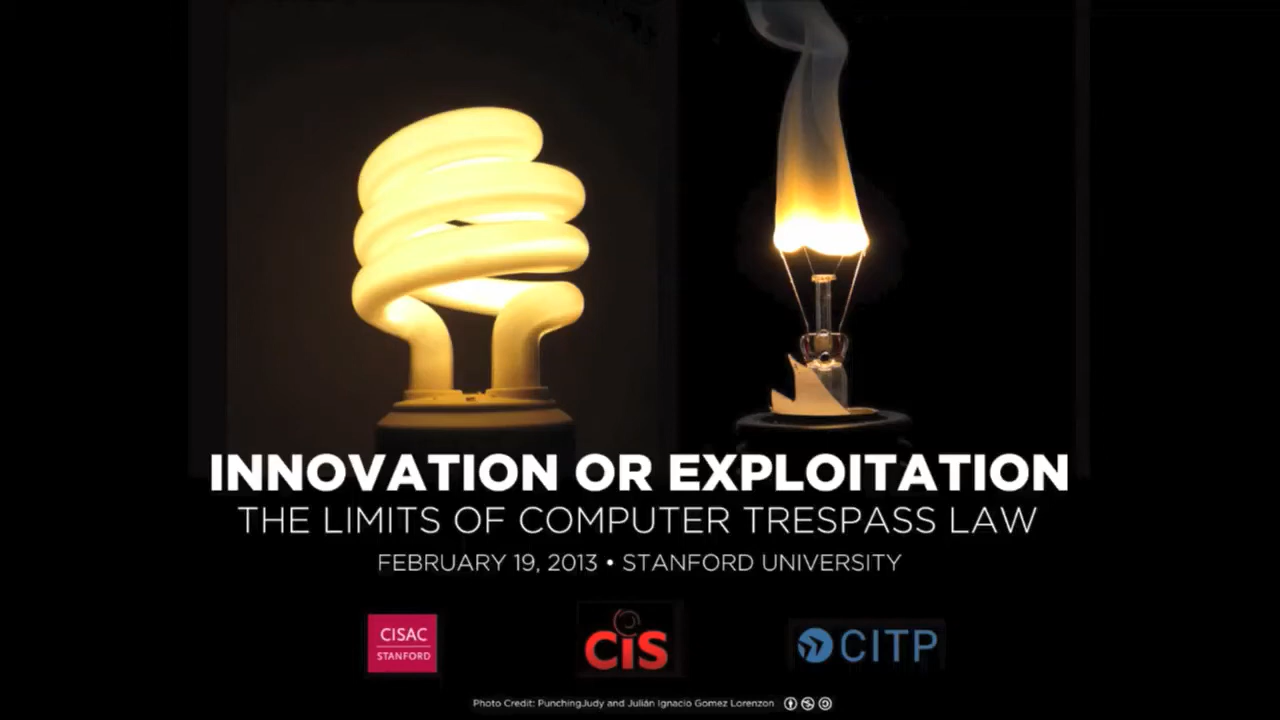 INNOVATION OR EXPLOITATION
THE LIMITS OF COMPUTER TRESPASS LAW
FEBRUARY 19, 2013 • STANFORD UNIVERSITY
CISAC
STANFORD
CiS
CITP
Photo Credit: PunchingJudy and Julián Ignacio Gomez Lorenzon